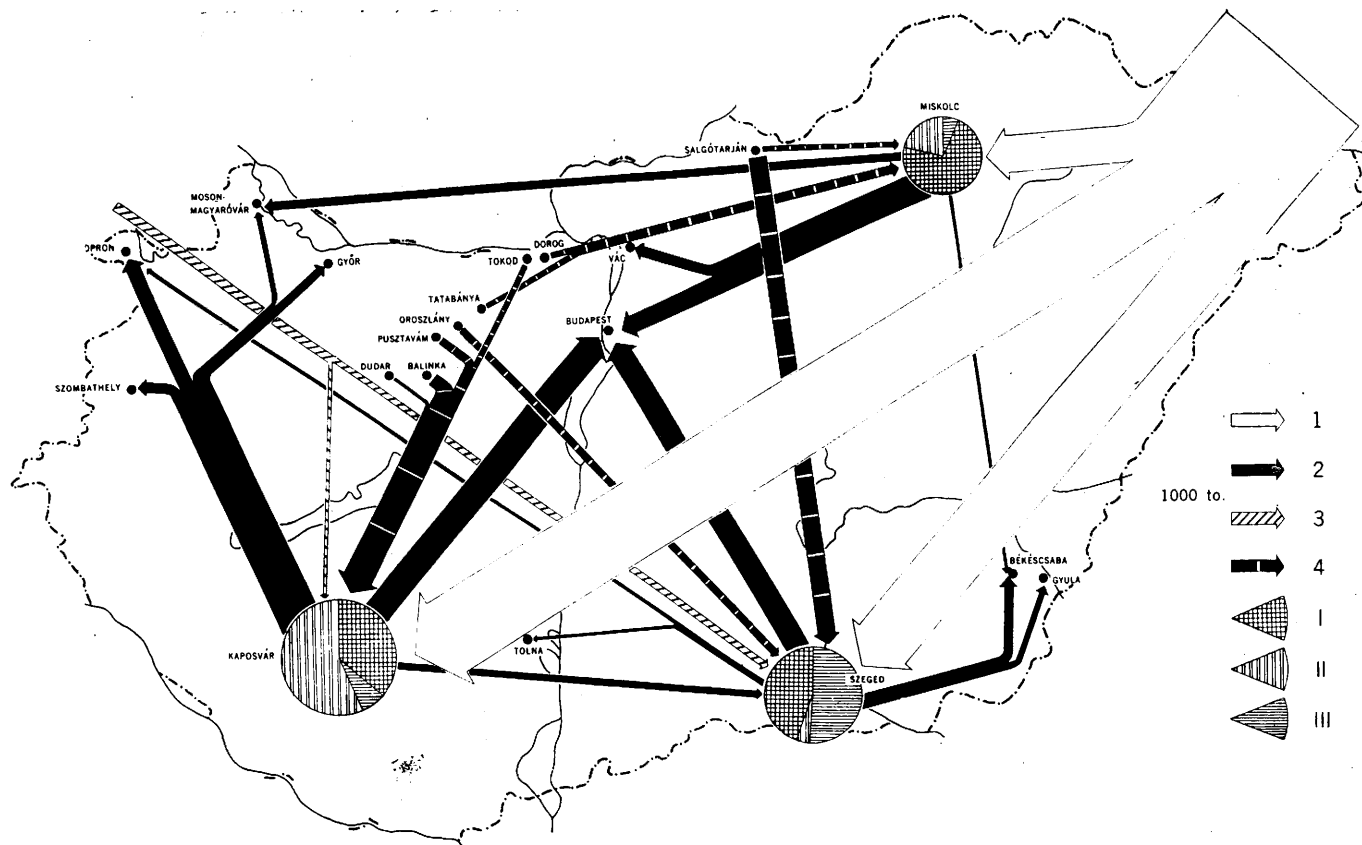 MISKOLC
SALGÓTARJÁN
MOSON-
MAGYARÓVÁR
OPRON
GYŐR
TOKOD
DOROG
VÁC
TATABÁNYA
OROSZLÁNY
PUSZTAVÁM
BUDAPEST
DUDAR
BALINKA
SZOMBATHELY
1
2
1000 to.
3
4
BÉKÉSCSABA
GYULA
I
TOLNA
KAPOSVÁR
SZEGED
II
III